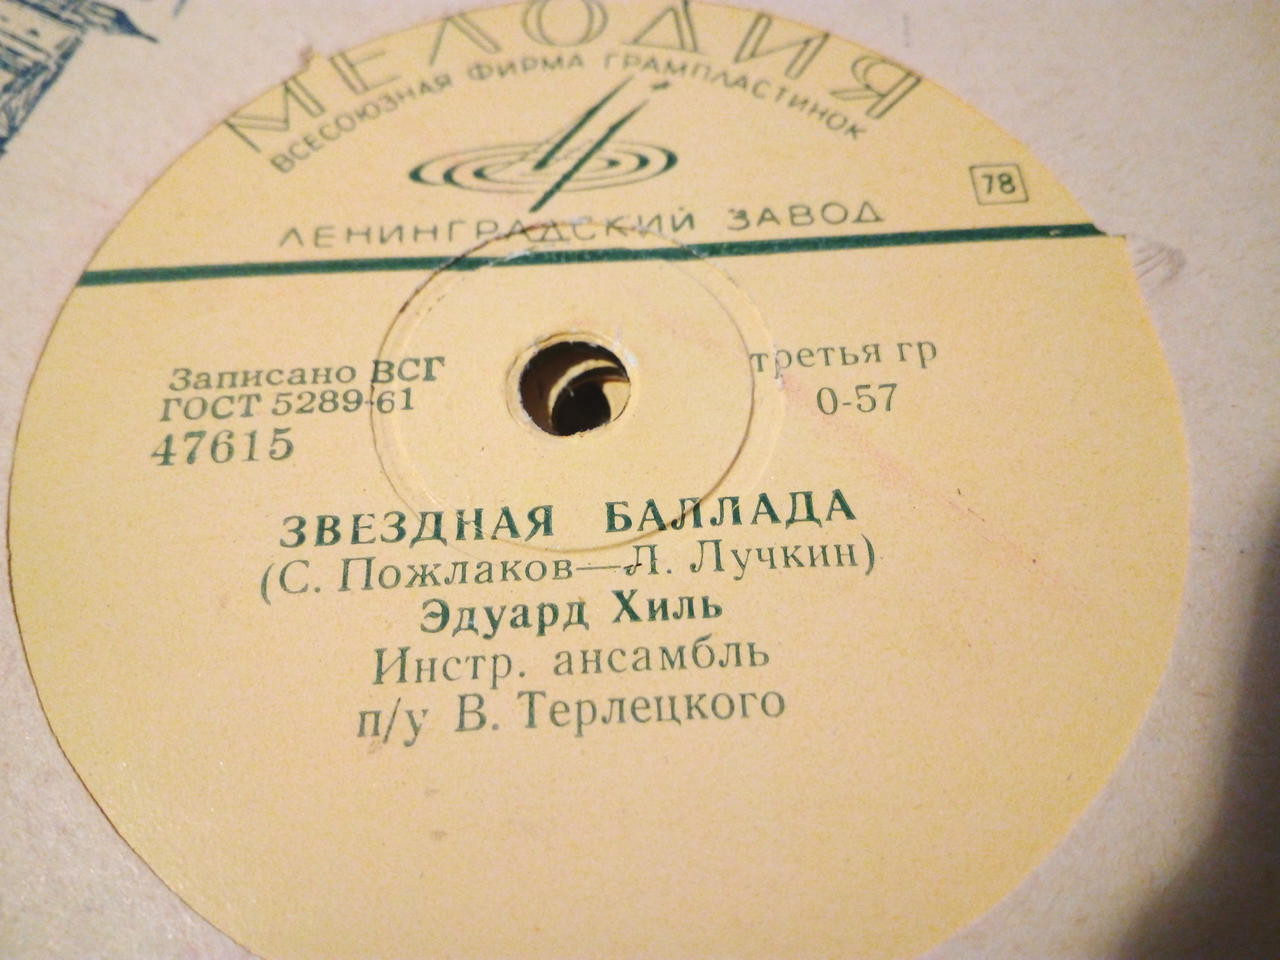 МЕЛОДИЯ
ВСЕСОЮЗНАЯ ФИРМА ГРАМПЛАСТИНОК
78
ЛЕНИНГРАДСКИЙ ЗАВОД
Записано ВСГ
третья гр
ГОСТ 5289-61
0-57
47615
ЗВЕЗДНАЯ БАЛЛАДА
(С. Пожлаков—Л. Лучкин)
Эдуард Хиль
Инстр. ансамбль
п/у В. Терлецкого